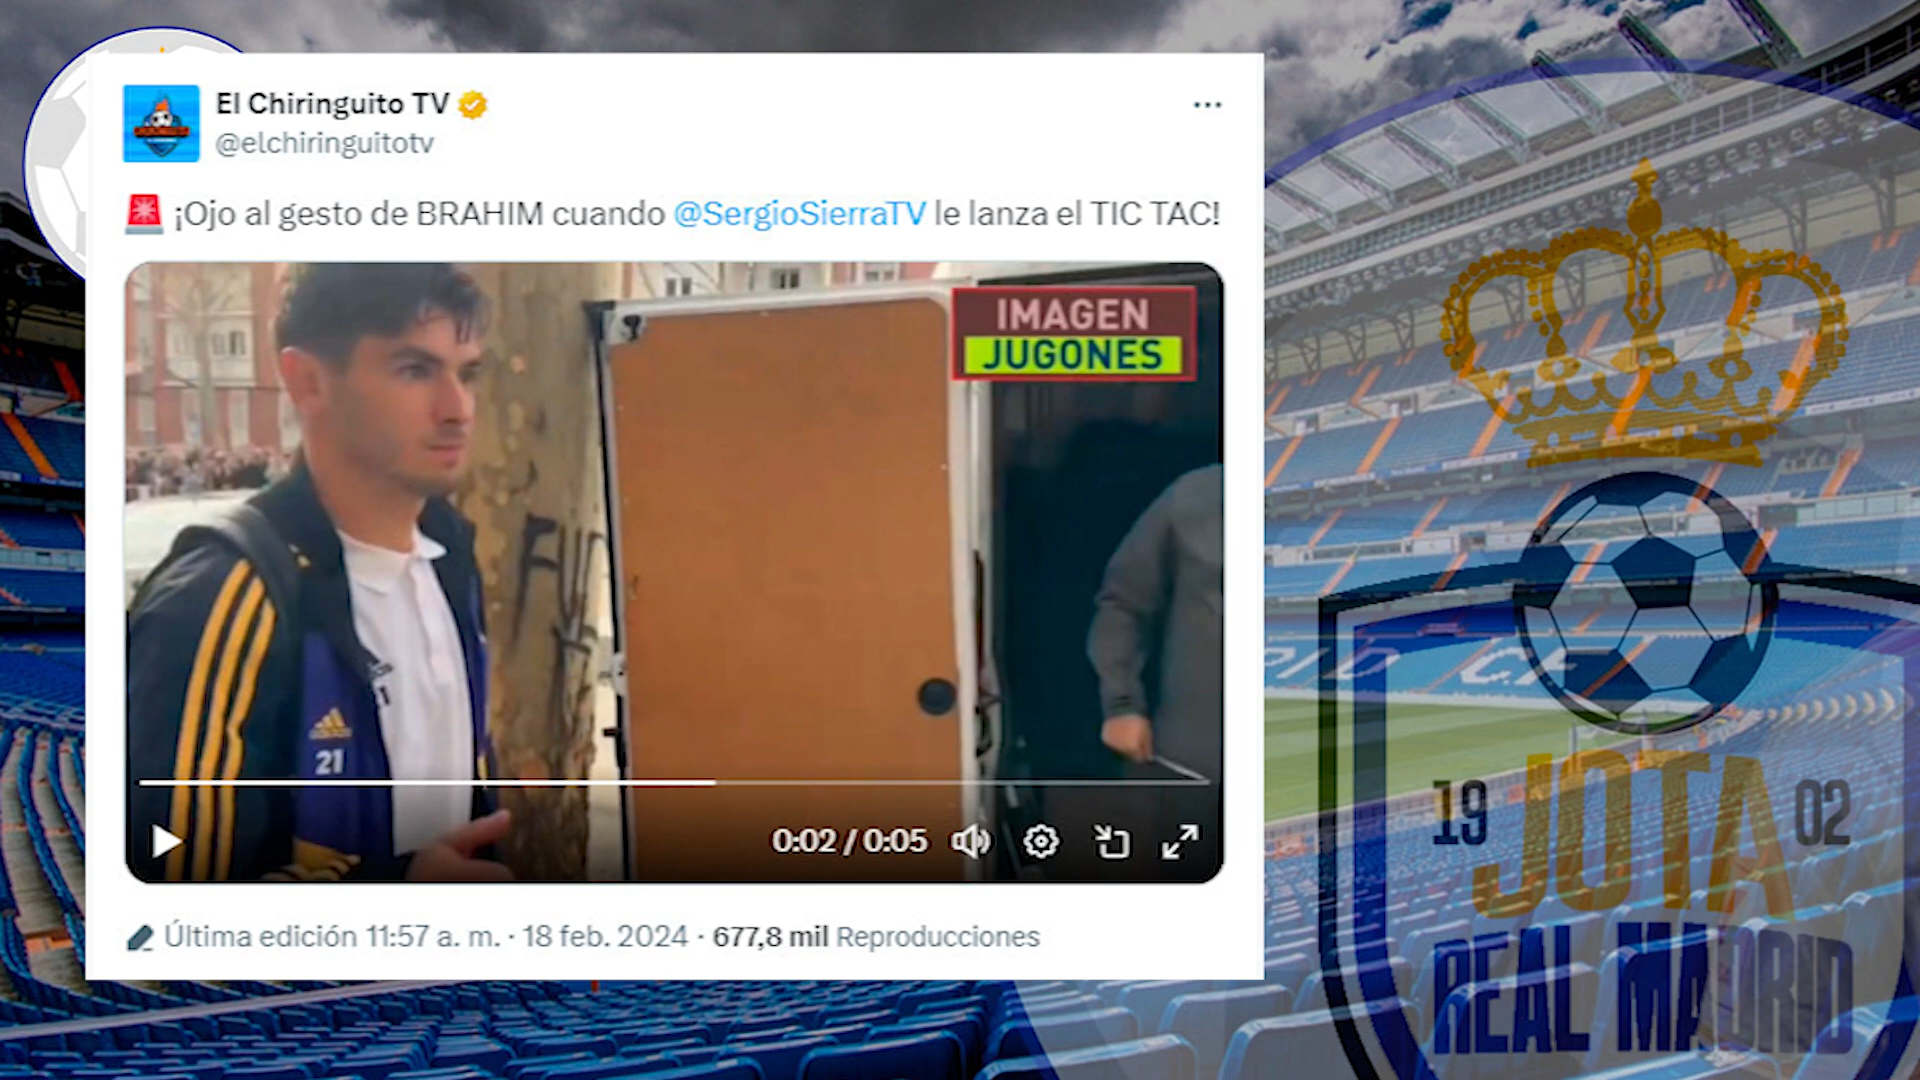 El Chiringuito TV
@elchiringuitotv
¡Ojo al gesto de BRAHIM cuando @SergioSierraTV le lanza el TIC TAC!
IMAGEN
JUGONES
21
0:02 / 0:05
Última edición 11:57 a. m. · 18 feb. 2024 · 677,8 mil Reproducciones
19 JOTA 02
REAL MADRID